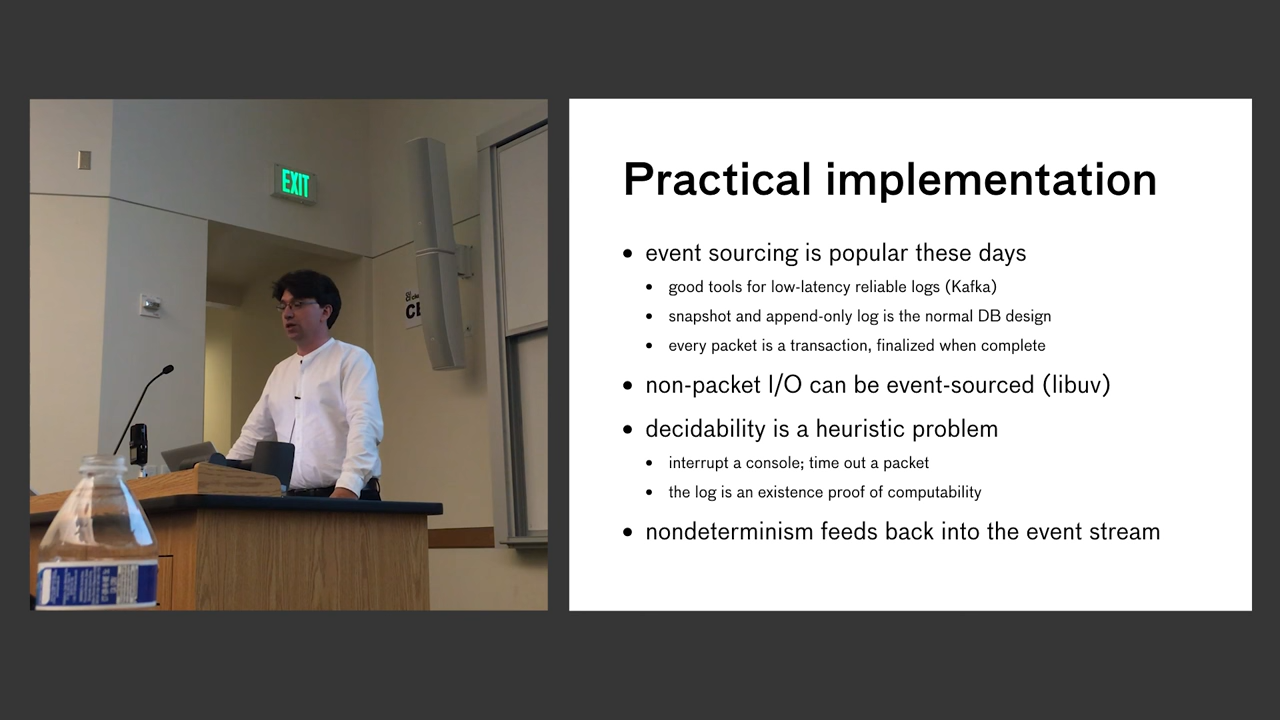 EXIT
Practical implementation
• event sourcing is popular these days
• good tools for low-latency reliable logs (Kafka)
• snapshot and append-only log is the normal DB design
• every packet is a transaction, finalized when complete
• non-packet I/O can be event-sourced (libuv)
• decidability is a heuristic problem
• interrupt a console; time out a packet
• the log is an existence proof of computability
• nondeterminism feeds back into the event stream